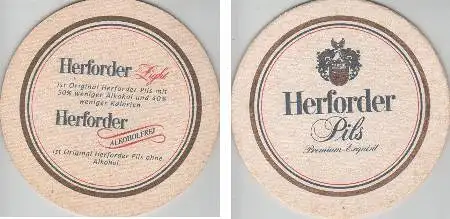 Herforder Light
ist Original Herforder Pils mit
50% weniger Alkohol und 40%
weniger Kalorien
Herforder
ALKOHOLFREI
ist Original Herforder Pils ohne
Alkohol.
Herforder
Pils
Premium-Exquisit